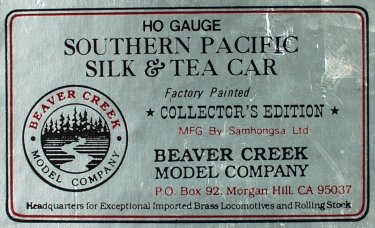 HO GAUGE
SOUTHERN PACIFIC
SILK & TEA CAR
Factory Painted
★ COLLECTOR'S EDITION ★
MFG By Samhongsa Ltd
BEAVER CREEK
MODEL COMPANY
BEAVER CREEK
MODEL COMPANY
P.O. Box 92, Morgan Hill, CA 95037
Headquarters for Exceptional Imported Brass Locomotives and Rolling Stock